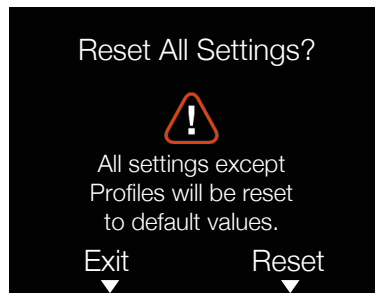 Reset All Settings?
!
All settings except
Profiles will be reset
to default values.
Exit Reset